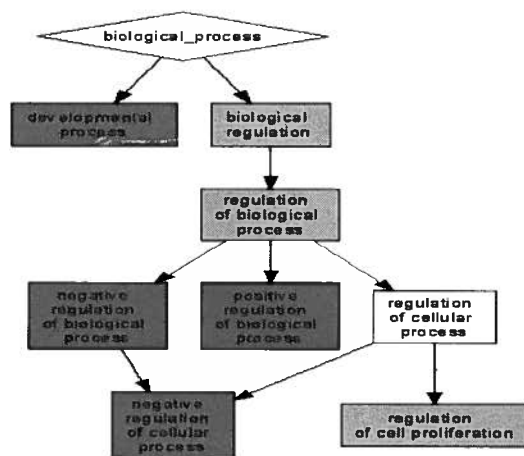 biological_process
developmental
process
biological
regulation
regulation
of biological
process
negative
regulation
of biological
process
positive
regulation
of biological
process
regulation
of cellular
process
negative
regulation
of cellular
process
regulation
of cell proliferation